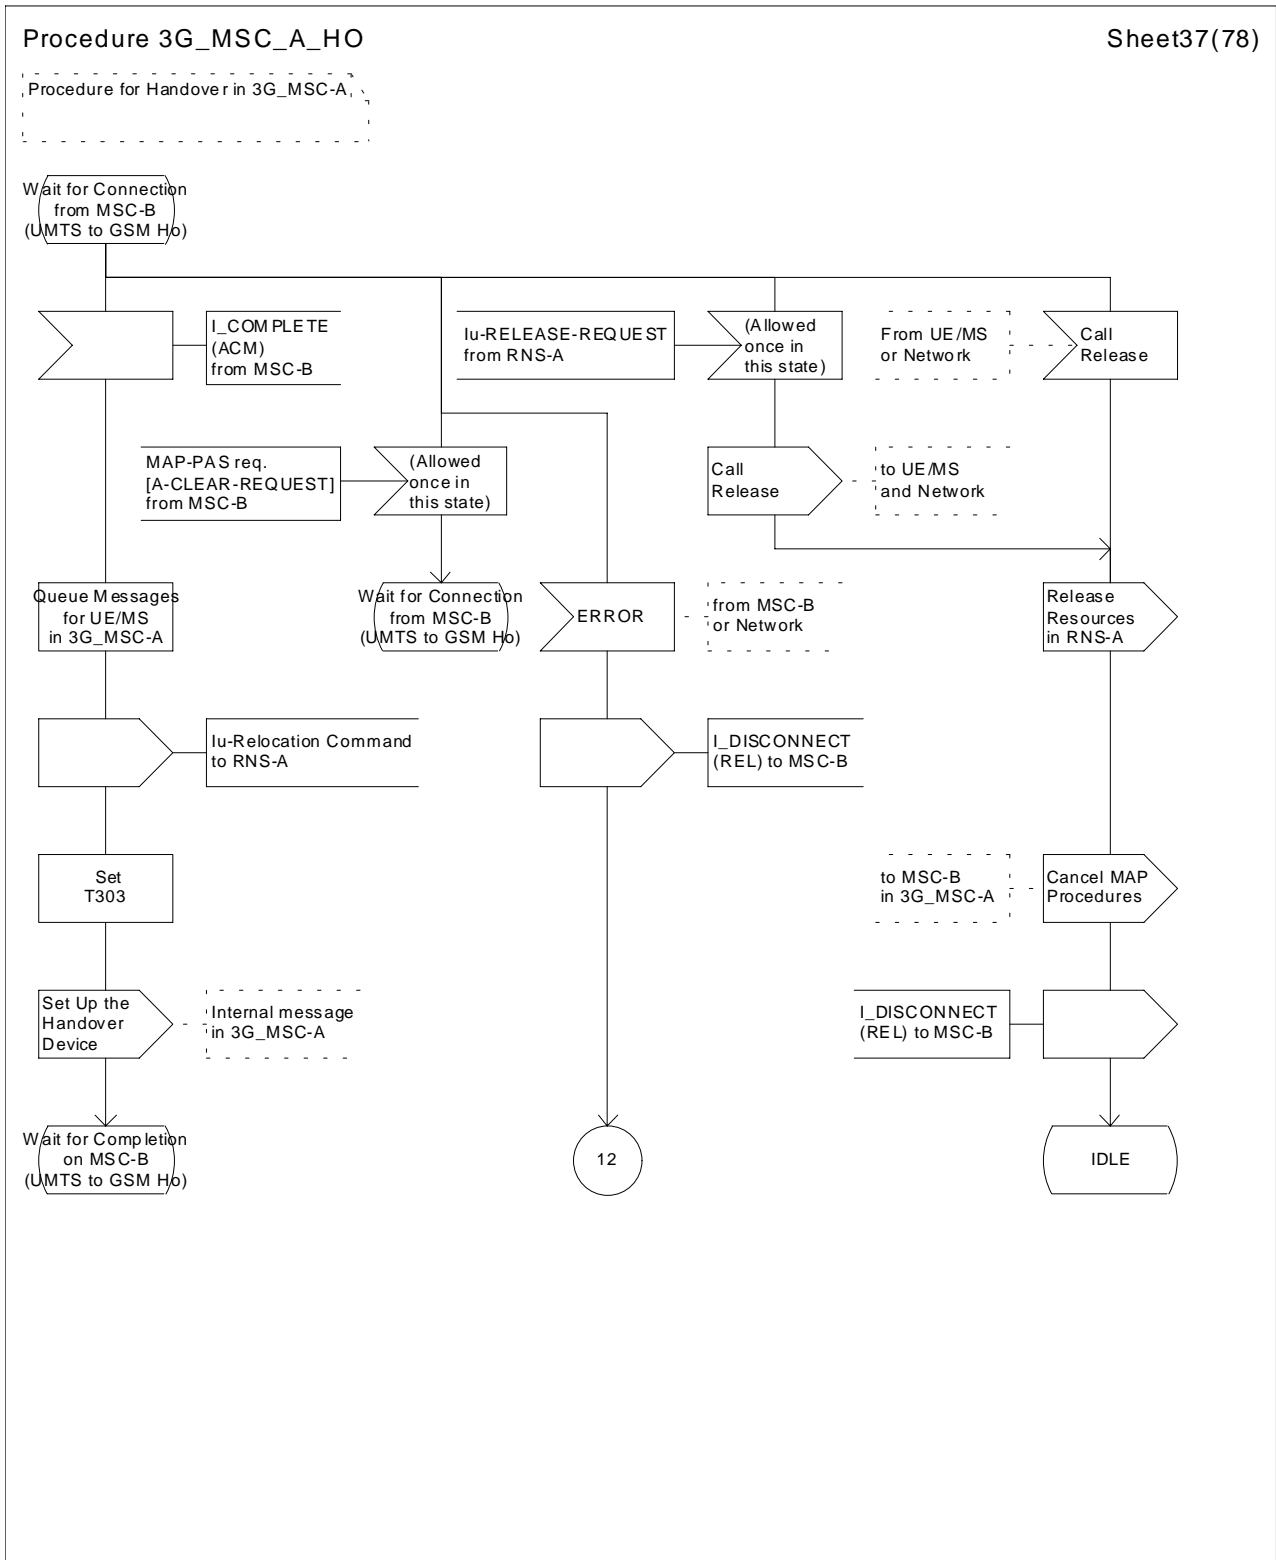 Procedure 3G_MSC_A_HO
Sheet37(78)
Procedure for Handover in 3G_MSC-A
Wait for Connection
from MSC-B
(UMTS to GSM Ho)
I_COMPLETE
(ACM)
from MSC-B
Iu-RELEASE-REQUEST
from RNS-A
(Allowed
once in
this state)
From UE/MS
or Network
Call
Release
MAP-PAS req.
[A-CLEAR-REQUEST]
from MSC-B
(Allowed
once in
this state)
Call
Release
to UE/MS
and Network
Queue Messages
for UE/MS
in 3G_MSC-A
Wait for Connection
from MSC-B
(UMTS to GSM Ho)
ERROR
from MSC-B
or Network
Release
Resources
in RNS-A
Iu-Relocation Command
to RNS-A
I_DISCONNECT
(REL) to MSC-B
Set
T303
to MSC-B
in 3G_MSC-A
Cancel MAP
Procedures
Set Up the
Handover
Device
Internal message
in 3G_MSC-A
I_DISCONNECT
(REL) to MSC-B
Wait for Completion
on MSC-B
(UMTS to GSM Ho)
12
IDLE